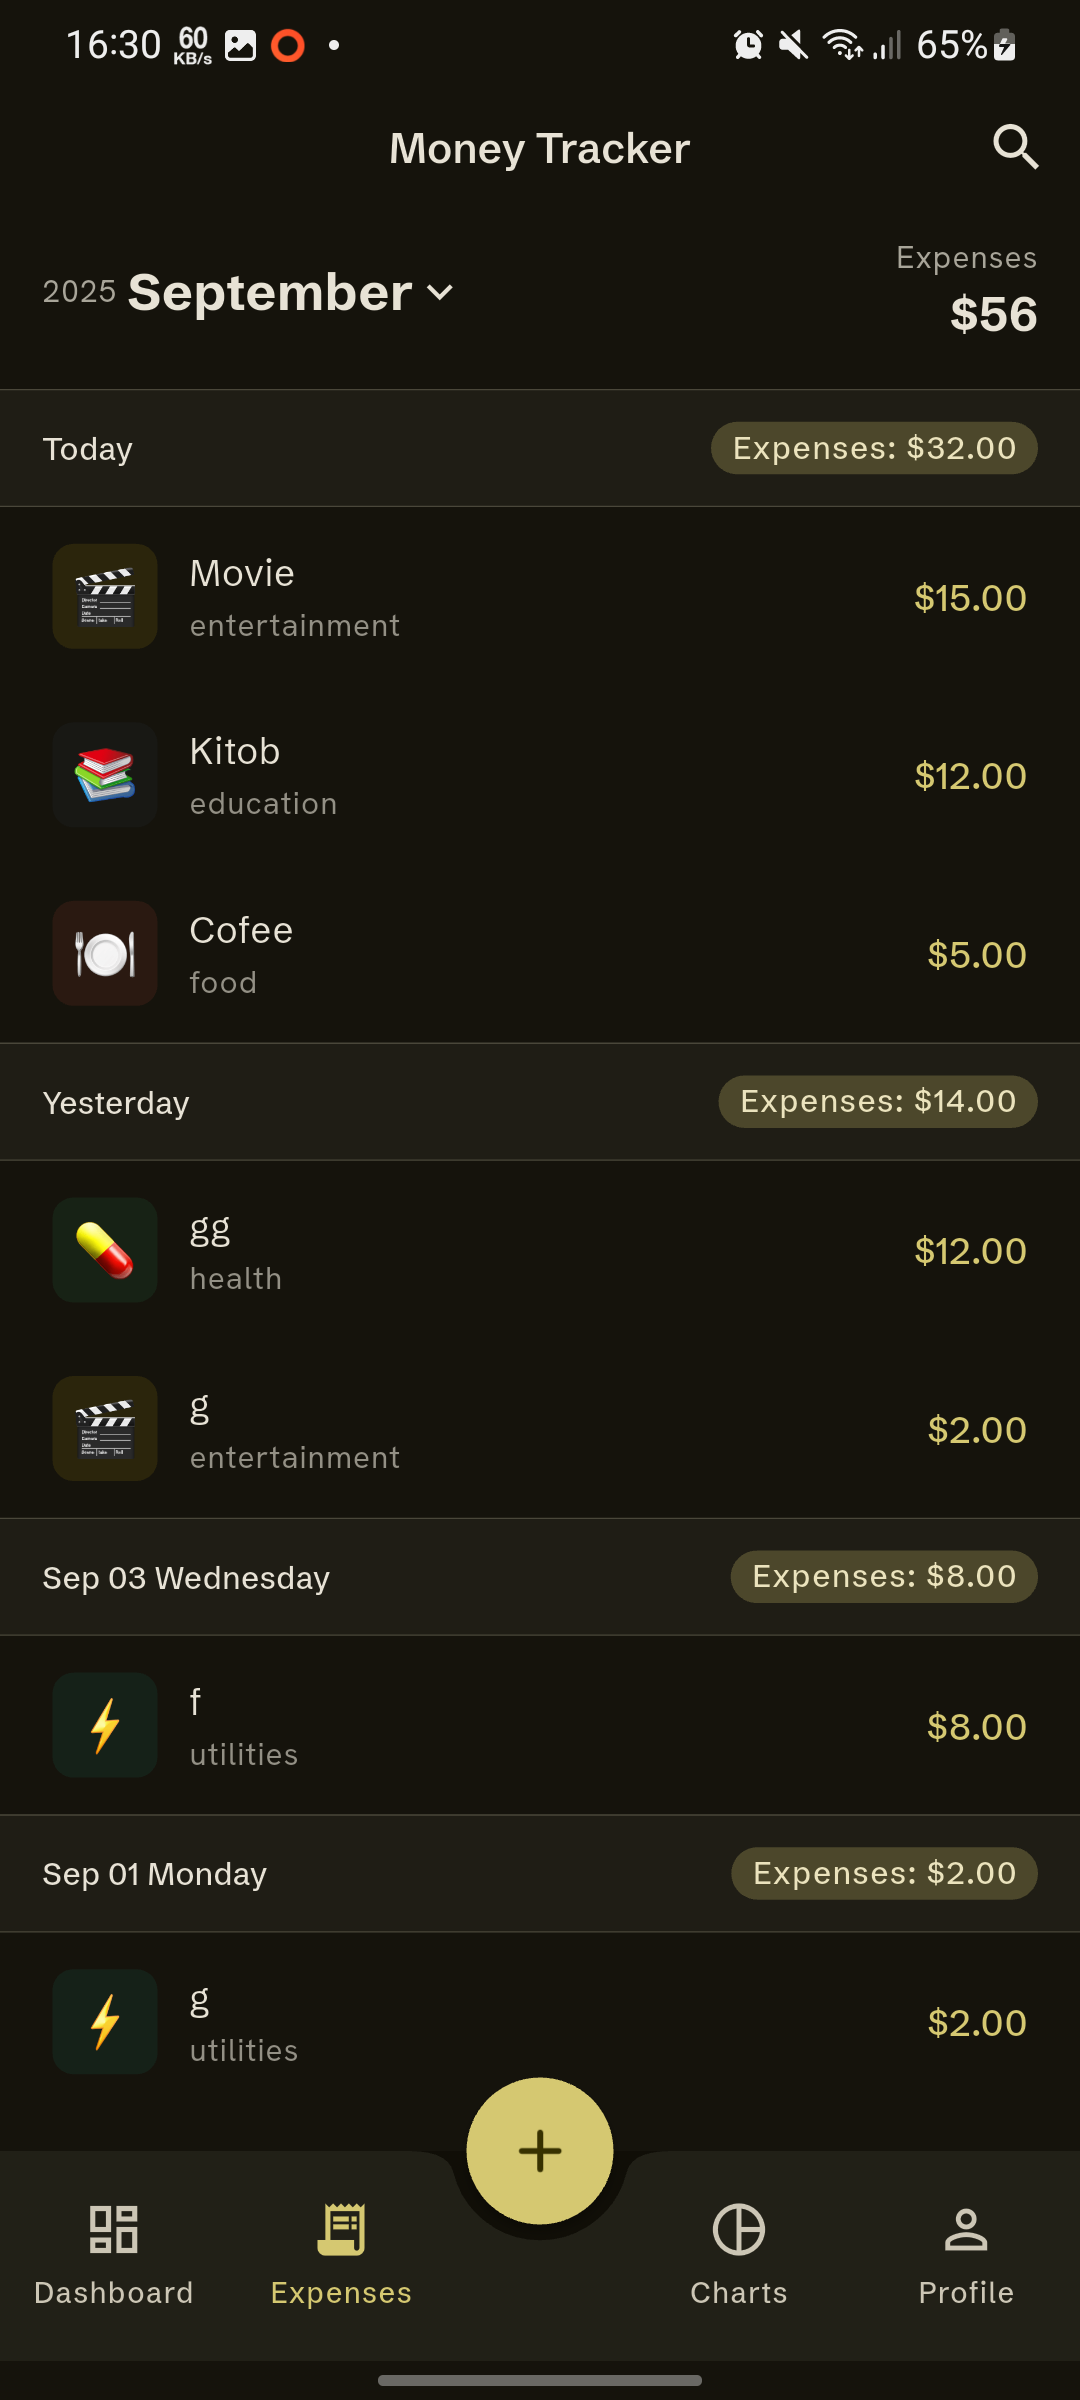 16:30 60 KB/s 65%
Money Tracker
2025 September
Expenses
$56
Today Expenses: $32.00
Movie
entertainment
$15.00
Kitob
education
$12.00
Cofee
food
$5.00
Yesterday Expenses: $14.00
gg
health
$12.00
g
entertainment
$2.00
Sep 03 Wednesday Expenses: $8.00
f
utilities
$8.00
Sep 01 Monday Expenses: $2.00
g
utilities
$2.00
Dashboard Expenses Charts Profile